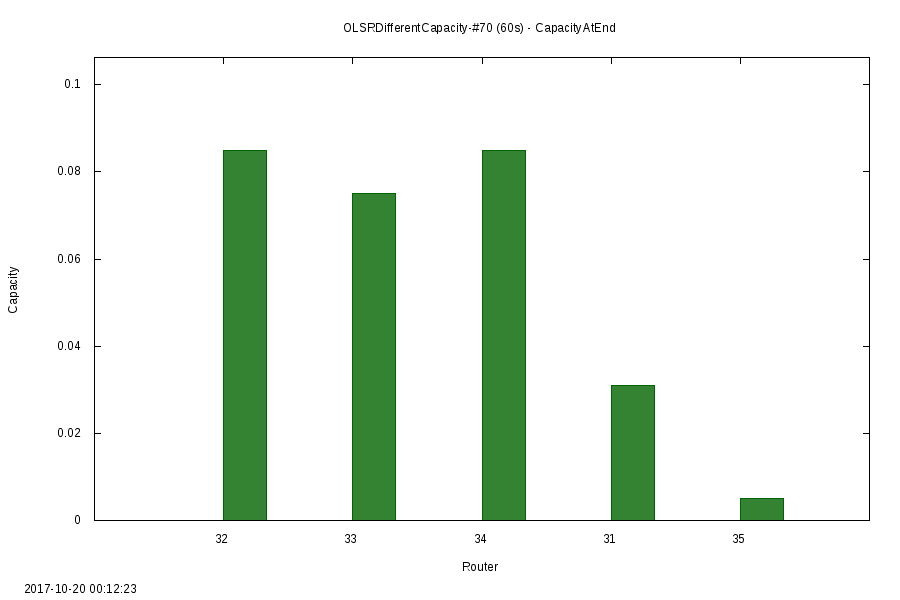 OLSRDifferentCapacity-#70 (60s) - CapacityAtEnd
0.1
0.08
0.06
0.04
0.02
0
Capacity
32 33 34 31 35
Router
2017-10-20 00:12:23